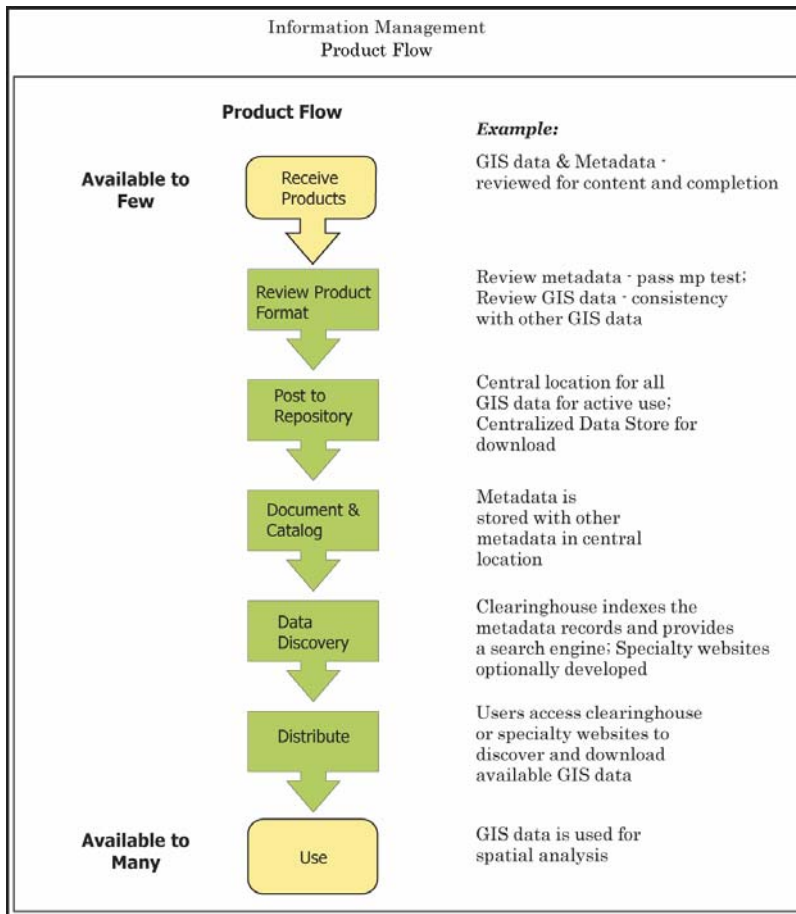 Information Management
Product Flow
Product Flow
Example:
Available to
Few
Receive
Products
GIS data & Metadata -
reviewed for content and completion
Review Product
Format
Review metadata - pass mp test;
Review GIS data - consistency
with other GIS data
Post to
Repository
Central location for all
GIS data for active use;
Centralized Data Store for
download
Document &
Catalog
Metadata is
stored with other
metadata in central
location
Data
Discovery
Clearinghouse indexes the
metadata records and provides
a search engine; Specialty websites
optionally developed
Distribute
Users access clearinghouse
or specialty websites to
discover and download
available GIS data
Available to
Many
Use
GIS data is used for
spatial analysis